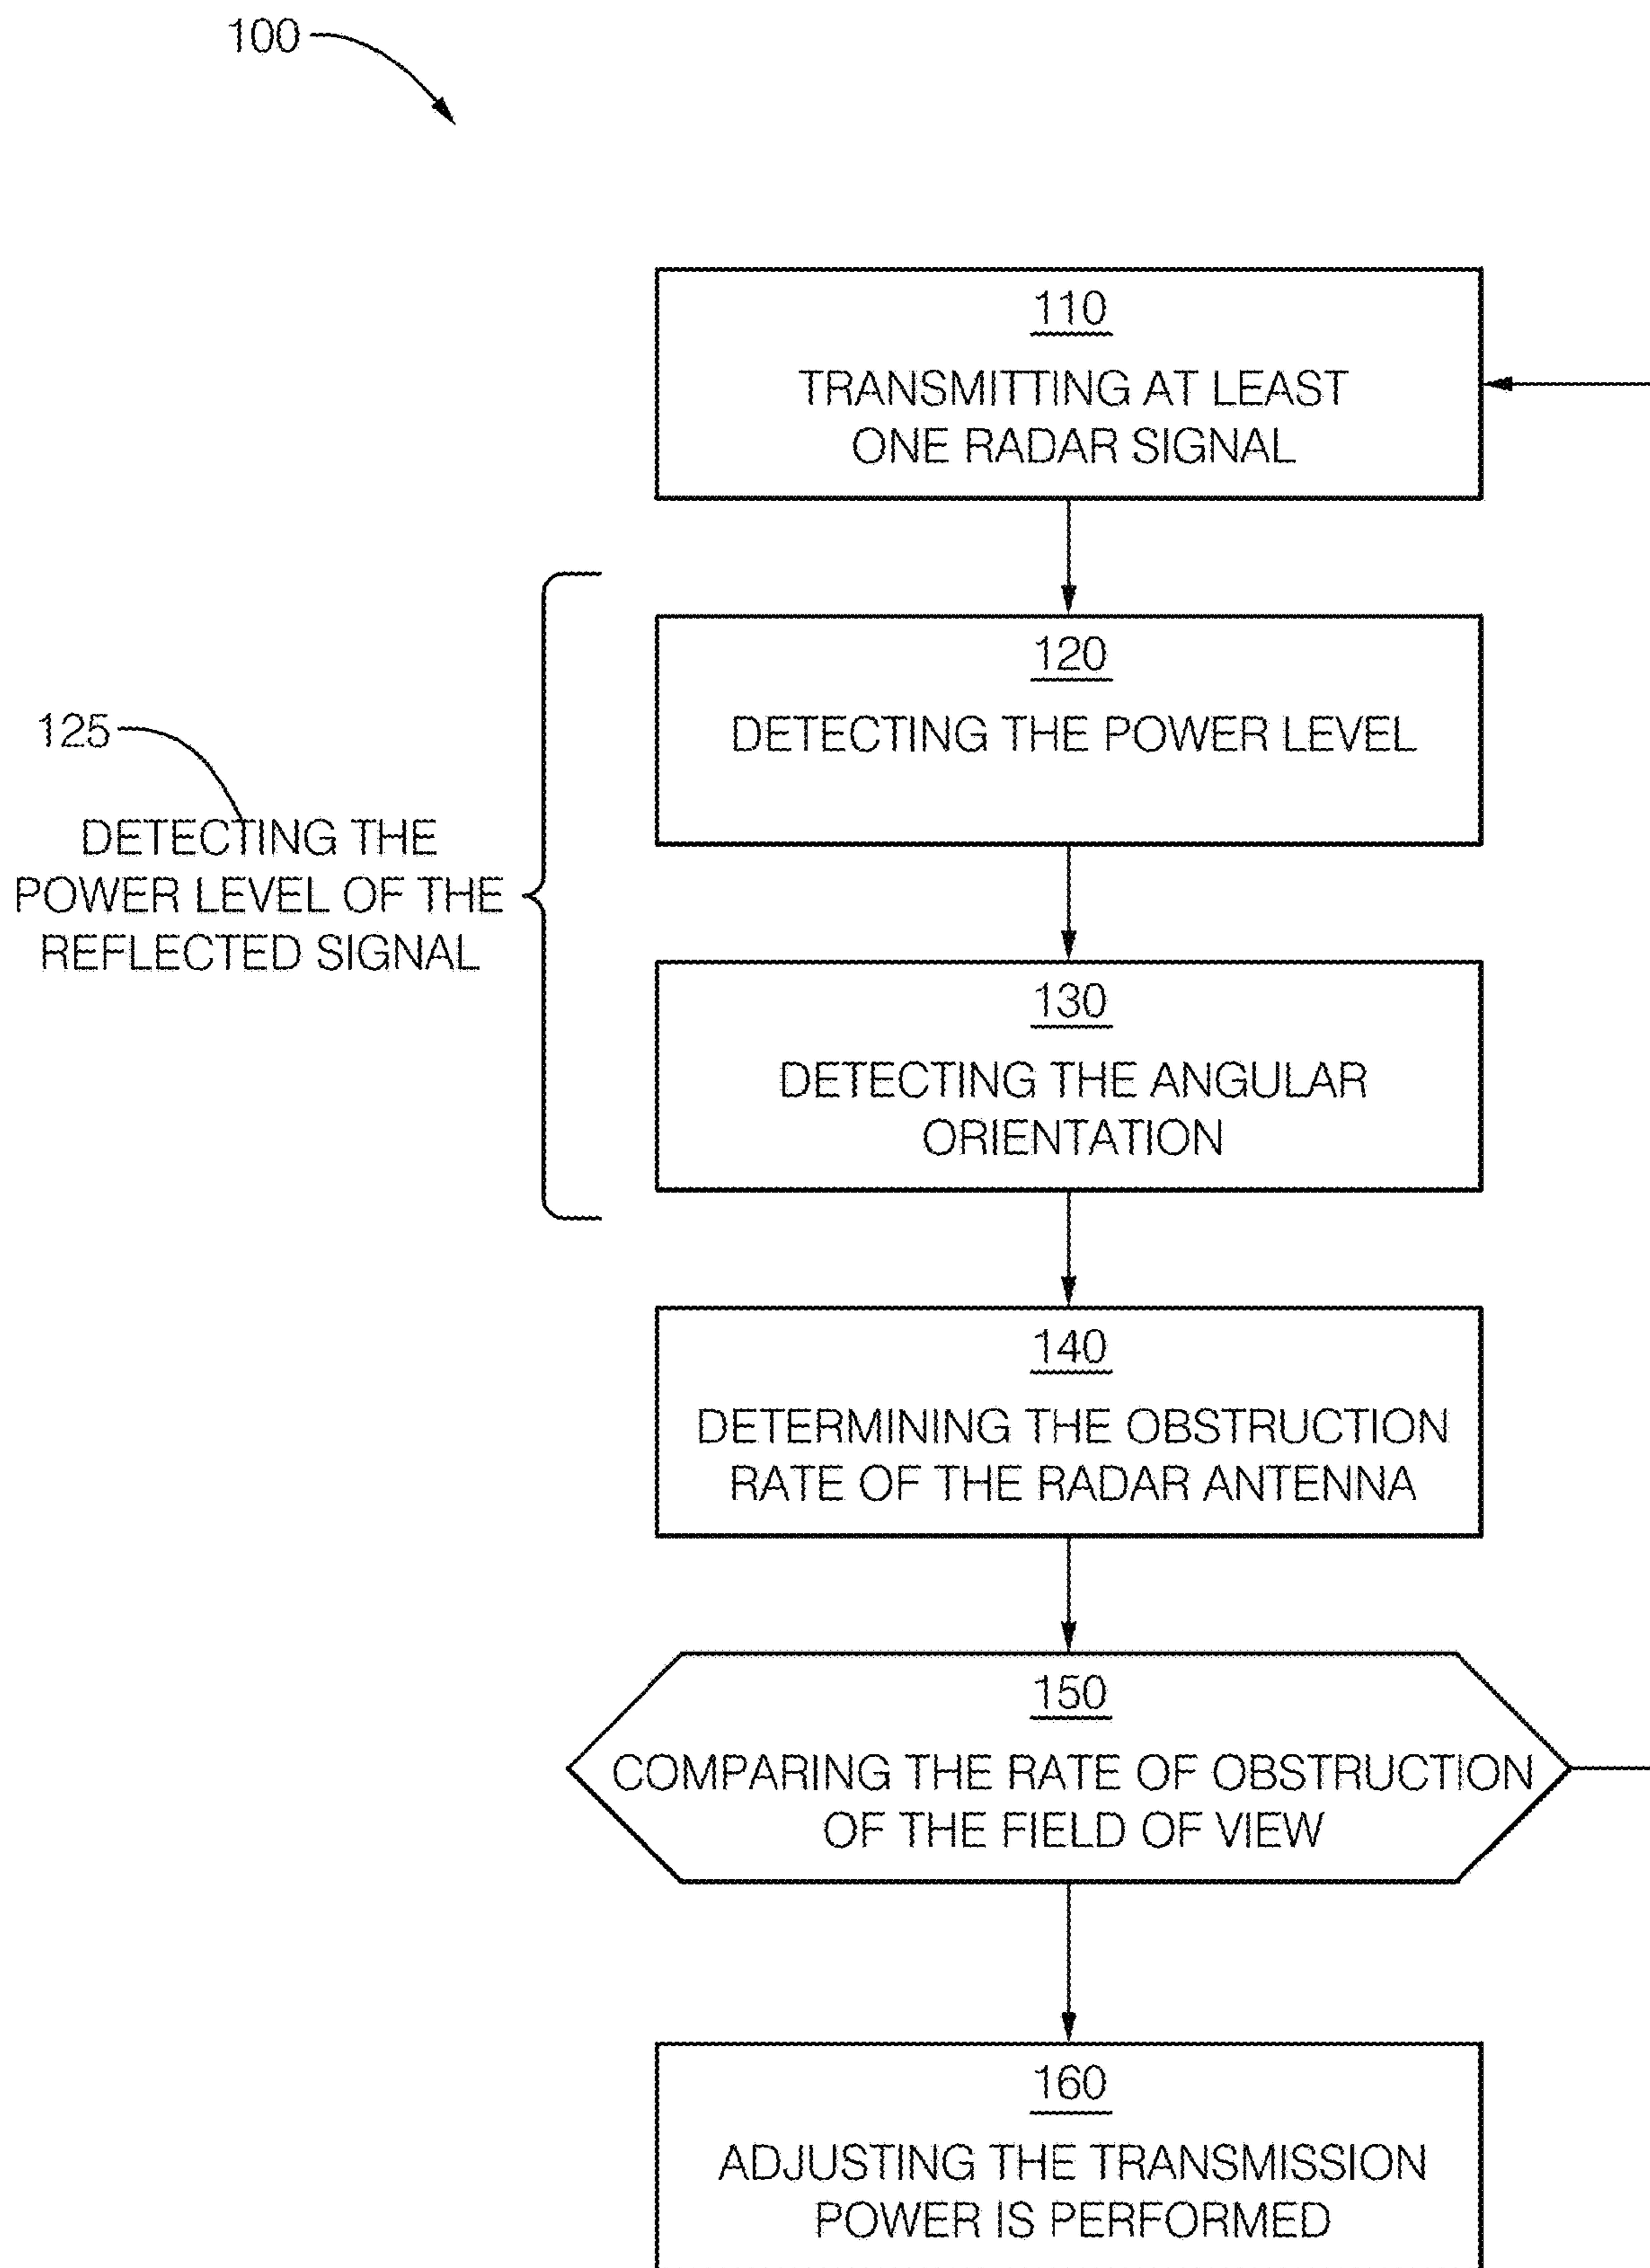 100
110
TRANSMITTING AT LEAST
ONE RADAR SIGNAL
120
DETECTING THE POWER LEVEL
125
DETECTING THE
POWER LEVEL OF THE
REFLECTED SIGNAL
130
DETECTING THE ANGULAR
ORIENTATION
140
DETERMINING THE OBSTRUCTION
RATE OF THE RADAR ANTENNA
150
COMPARING THE RATE OF OBSTRUCTION
OF THE FIELD OF VIEW
160
ADJUSTING THE TRANSMISSION
POWER IS PERFORMED